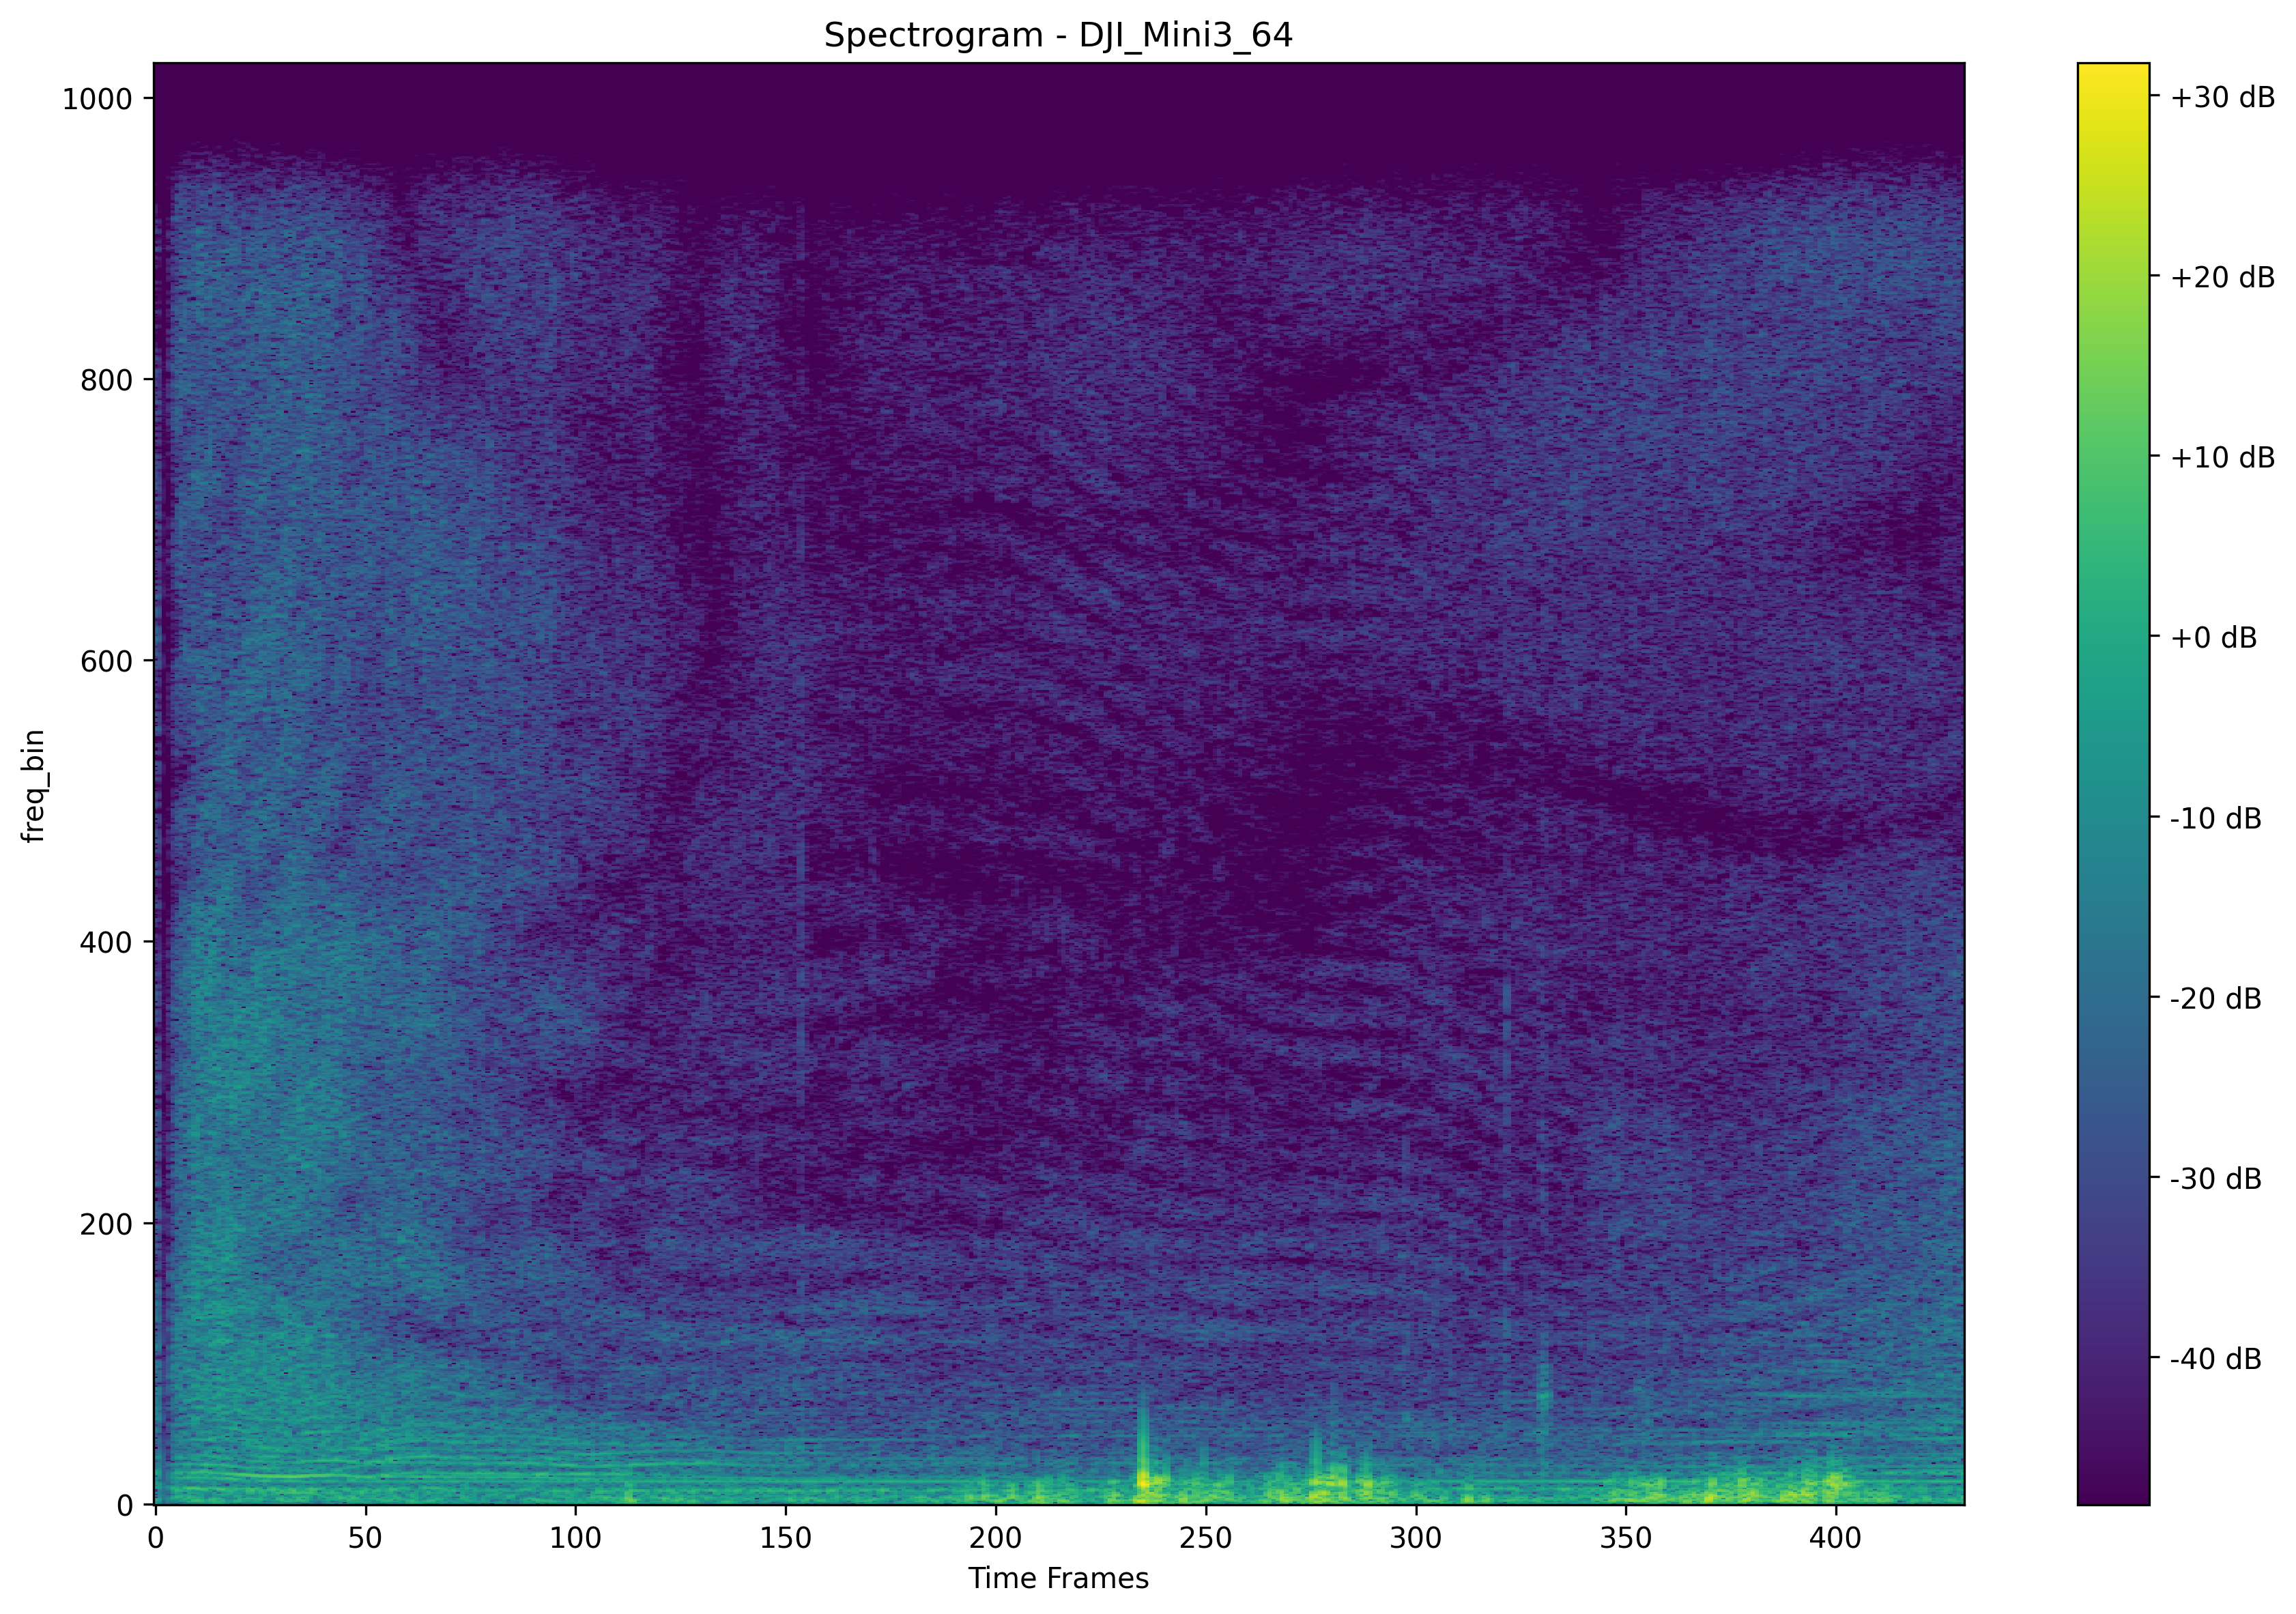 Spectrogram - DJI_Mini3_64
freq_bin
1000
800
600
400
200
0
0 50 100 150 200 250 300 350 400
Time Frames
+30 dB
+20 dB
+10 dB
+0 dB
-10 dB
-20 dB
-30 dB
-40 dB